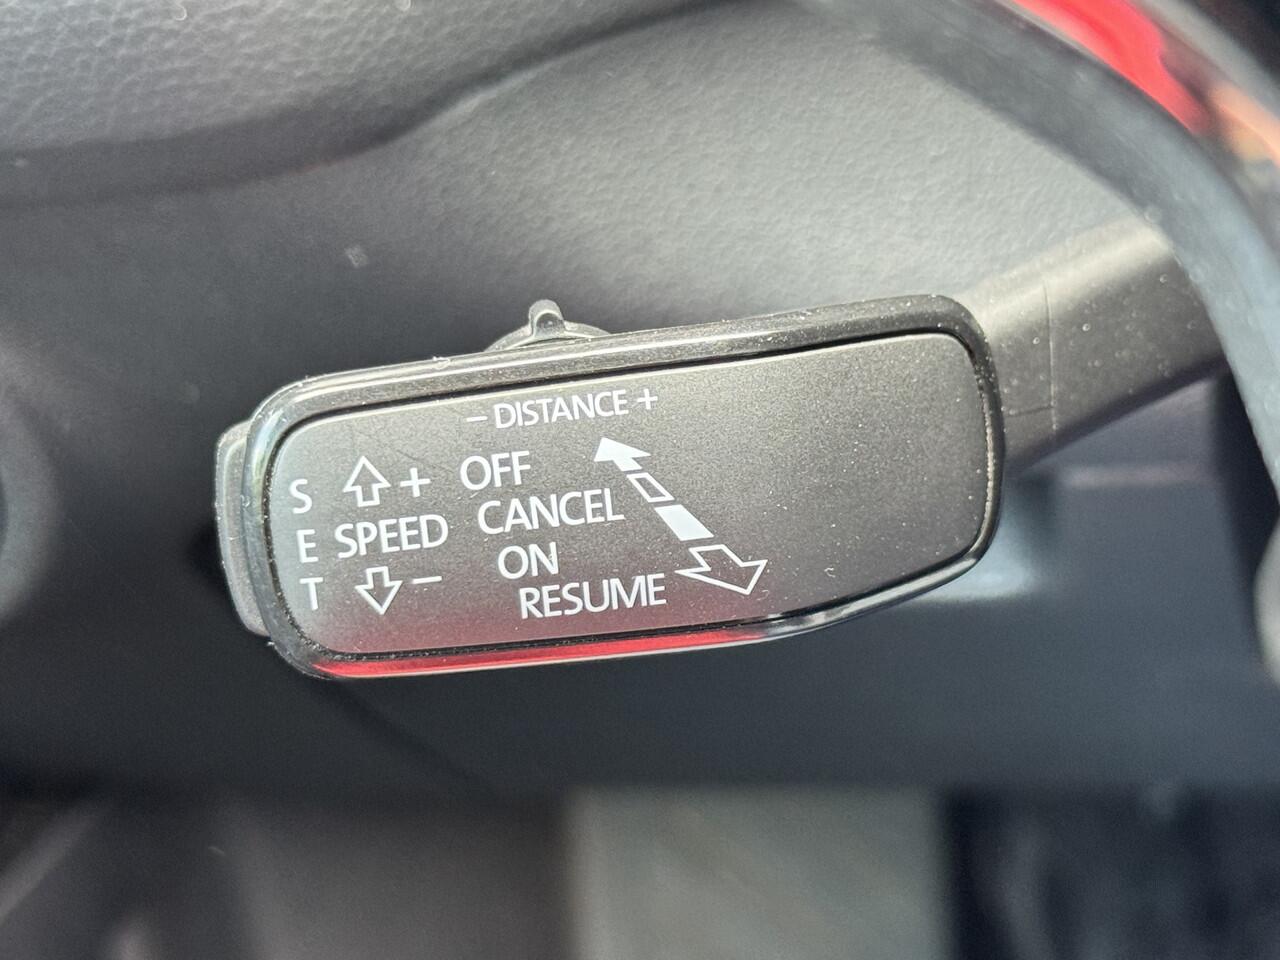 – DISTANCE +
S + OFF
E SPEED CANCEL
T – ON
RESUME